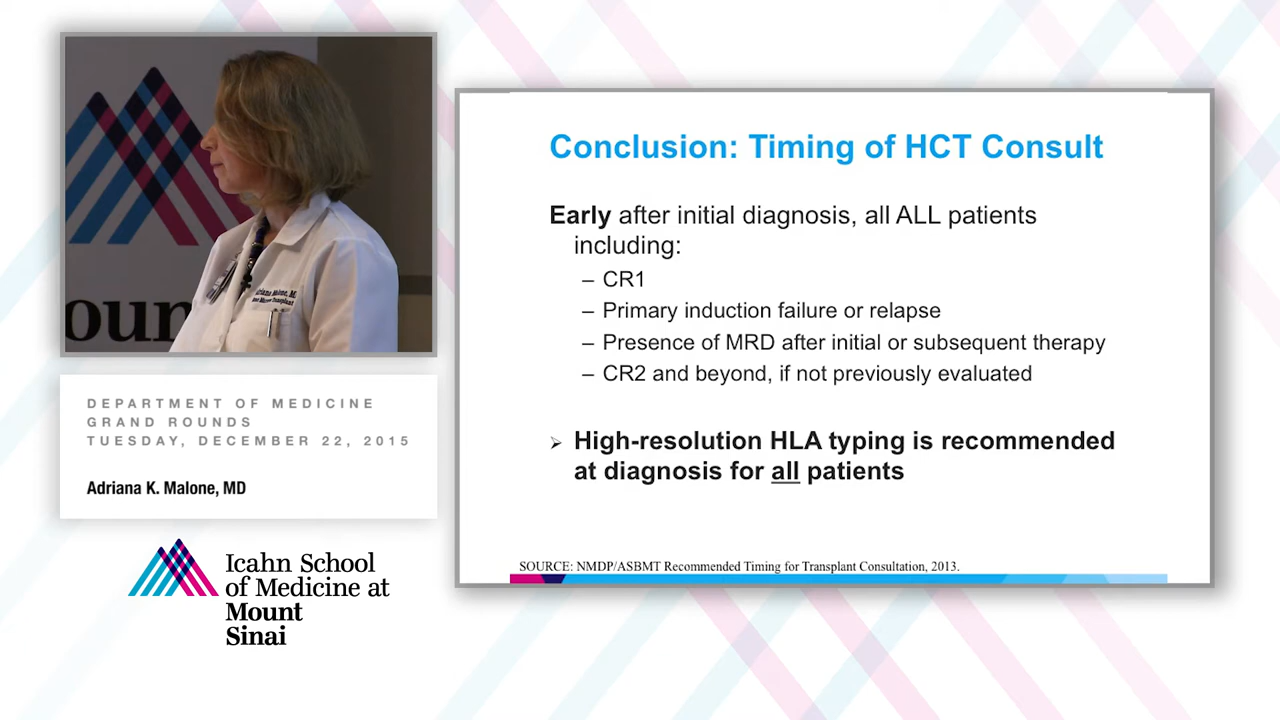 oun
Adriana Malone, M
DEPARTMENT OF MEDICINE
GRAND ROUNDS
TUESDAY, DECEMBER 22, 2015
Adriana K. Malone, MD
Icahn School
of Medicine at
Mount
Sinai
Conclusion: Timing of HCT Consult
Early after initial diagnosis, all ALL patients
including:
– CR1
– Primary induction failure or relapse
– Presence of MRD after initial or subsequent therapy
– CR2 and beyond, if not previously evaluated
➢ High-resolution HLA typing is recommended
at diagnosis for all patients
SOURCE: NMDP/ASBMT Recommended Timing for Transplant Consultation, 2013.